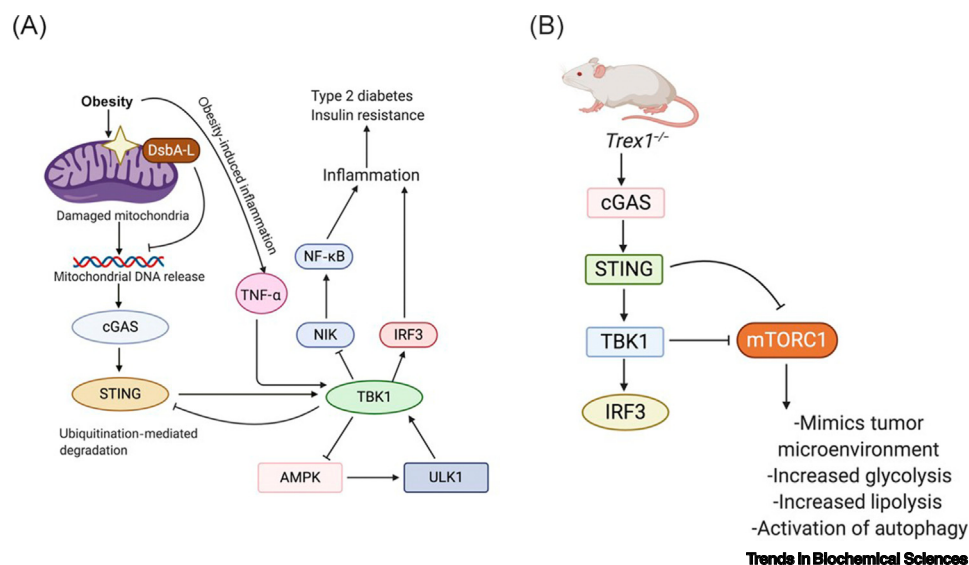 (A)
Obesity
DsbA-L
Damaged mitochondria
Mitochondrial DNA release
cGAS
STING
Ubiquitination-mediated
degradation
Obesity-induced inflammation
TNF-α
Type 2 diabetes
Insulin resistance
Inflammation
NF-κB
NIK
IRF3
TBK1
AMPK
ULK1
(B)
Trex1-/-
cGAS
STING
TBK1
mTORC1
IRF3
-Mimics tumor
microenvironment
-Increased glycolysis
-Increased lipolysis
-Activation of autophagy
Trends in Biochemical Sciences